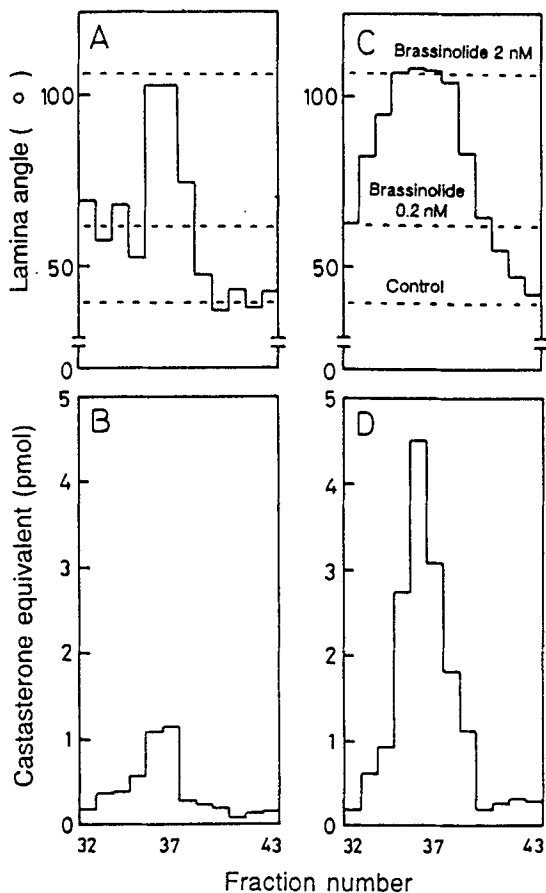 A
C
Brassinolide 2 nM
Brassinolide
0.2 nM
Control
Lamina angle ( o )
100
50
0
100
50
0
B
D
Castasterone equivalent (pmol)
5
4
3
2
1
0
5
4
3
2
1
0
32
37
43
32
37
43
Fraction number